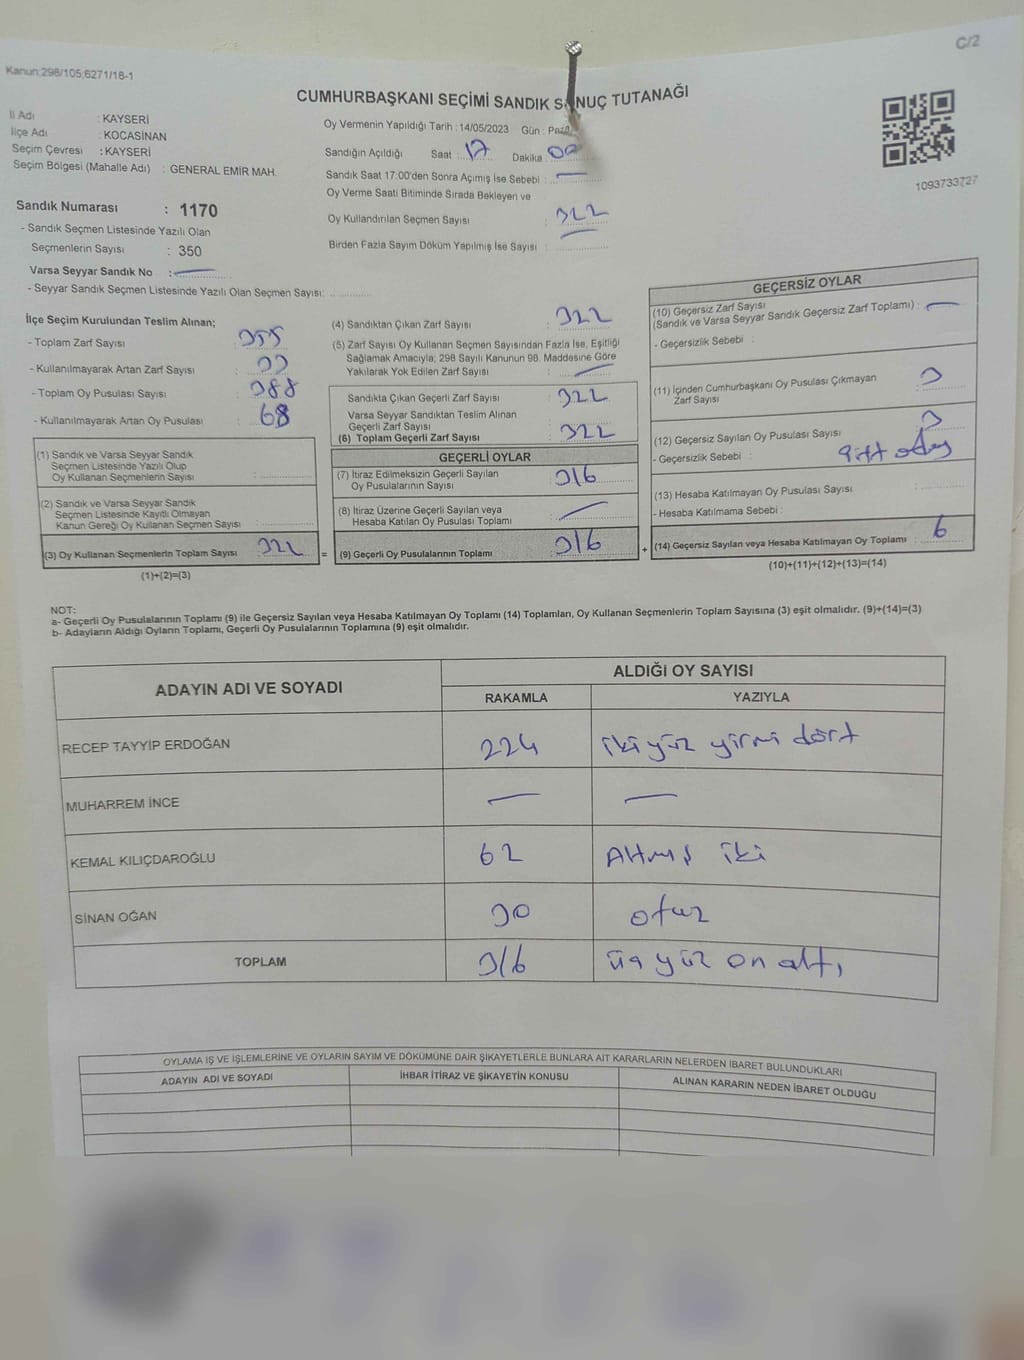 C/2
Kanun:298/105;6271/18-1
CUMHURBAŞKANI SEÇİMİ SANDIK SONUÇ TUTANAĞI
İl Adı : KAYSERİ
İlçe Adı : KOCASİNAN
Seçim Çevresi : KAYSERİ
Seçim Bölgesi (Mahalle Adı) : GENERAL EMİR MAH.
Oy Vermenin Yapıldığı Tarih : 14/05/2023 Gün :
Sandığın Açıldığı Saat : 17 Dakika : 00
Sandık Saat 17:00'den Sonra Açımış İse Sebebi : —
Oy Verme Saati Bitiminde Sırada Bekleyen ve
Oy Kullandırılan Seçmen Sayısı : 322
Birden Fazla Sayım Döküm Yapılmış İse Sayısı : —
1093733727
Sandık Numarası : 1170
- Sandık Seçmen Listesinde Yazılı Olan
Seçmenlerin Sayısı : 350
Varsa Seyyar Sandık No : —
- Seyyar Sandık Seçmen Listesinde Yazılı Olan Seçmen Sayısı:
İlçe Seçim Kurulundan Teslim Alınan;
- Toplam Zarf Sayısı 355
- Kullanılmayarak Artan Zarf Sayısı 33
- Toplam Oy Pusulası Sayısı 388
- Kullanılmayarak Artan Oy Pusulası 68
(1) Sandık ve Varsa Seyyar Sandık
Seçmen Listesinde Yazılı Olup
Oy Kullanan Seçmenlerin Sayısı :
(2) Sandık ve Varsa Seyyar Sandık
Seçmen Listesinde Kayıtlı Olmayan
Kanun Gereği Oy Kullanan Seçmen Sayısı :
(3) Oy Kullanan Seçmenlerin Toplam Sayısı 322
(1)+(2)=(3)
(4) Sandıktan Çıkan Zarf Sayısı : 322
(5) Zarf Sayısı Oy Kullanan Seçmen Sayısından Fazla İse, Eşitliği
Sağlamak Amacıyla; 298 Sayılı Kanunun 98. Maddesine Göre
Yakılarak Yok Edilen Zarf Sayısı : —
Sandıkta Çıkan Geçerli Zarf Sayısı : 322
Varsa Seyyar Sandıktan Teslim Alınan
Geçerli Zarf Sayısı :
(6) Toplam Geçerli Zarf Sayısı : 322
GEÇERLİ OYLAR
(7) İtiraz Edilmeksizin Geçerli Sayılan
Oy Pusulalarının Sayısı : 316
(8) İtiraz Üzerine Geçerli Sayılan veya
Hesaba Katılan Oy Pusulası Toplamı : —
= (9) Geçerli Oy Pusulalarının Toplamı : 316 +
GEÇERSİZ OYLAR
(10) Geçersiz Zarf Sayısı
(Sandık ve Varsa Seyyar Sandık Geçersiz Zarf Toplamı) : —
- Geçersizlik Sebebi :
(11) İçinden Cumhurbaşkanı Oy Pusulası Çıkmayan
Zarf Sayısı : 3
(12) Geçersiz Sayılan Oy Pusulası Sayısı : 3
- Geçersizlik Sebebi :
(13) Hesaba Katılmayan Oy Pusulası Sayısı :
- Hesaba Katılmama Sebebi :
(14) Geçersiz Sayılan veya Hesaba Katılmayan Oy Toplamı : 6
(10)+(11)+(12)+(13)=(14)
NOT:
a- Geçerli Oy Pusulalarının Toplamı (9) ile Geçersiz Sayılan veya Hesaba Katılmayan Oy Toplamı (14) Toplamları, Oy Kullanan Seçmenlerin Toplam Sayısına (3) eşit olmalıdır. (9)+(14)=(3)
b- Adayların Aldığı Oyların Toplamı, Geçerli Oy Pusulalarının Toplamına (9) eşit olmalıdır.
ADAYIN ADI VE SOYADI ALDIĞI OY SAYISI
RAKAMLA YAZIYLA
RECEP TAYYİP ERDOĞAN 224 iki yüz yirmi dört
MUHARREM İNCE — —
KEMAL KILIÇDAROĞLU 62 Altmış iki
SİNAN OĞAN 30 otuz
TOPLAM 316 üç yüz on altı
OYLAMA İŞ VE İŞLEMLERİNE VE OYLARIN SAYIM VE DÖKÜMÜNE DAİR ŞİKAYETLERLE BUNLARA AİT KARARLARIN NELERDEN İBARET BULUNDUKLARI
ADAYIN ADI VE SOYADI İHBAR İTİRAZ VE ŞİKAYETİN KONUSU ALINAN KARARIN NEDEN İBARET OLDUĞU